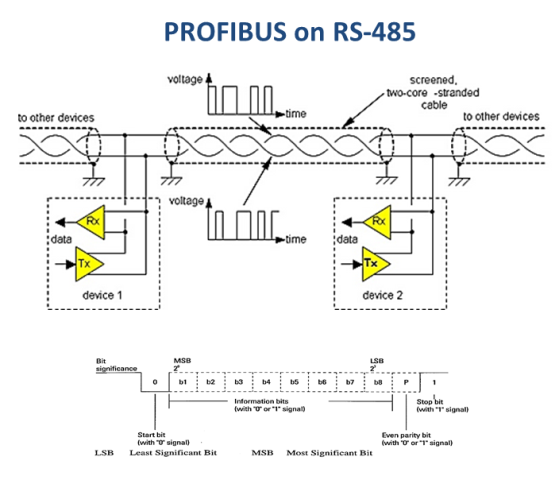 PROFIBUS on RS-485
voltage
time
screened,
two-core -stranded
cable
to other devices
to other devices
voltage
time
Rx
data
Tx
device 1
Rx
data
Tx
device 2
Bit
significance
MSB
LSB
0 b1 b2 b3 b4 b5 b6 b7 b8 P 1
Information bits
(with "0" or "1" signal)
Stop bit
(with "1" signal)
Start bit
(with "0" signal)
Even parity bit
(with "0" or "1" signal)
LSB Least Significant Bit MSB Most Significant Bit